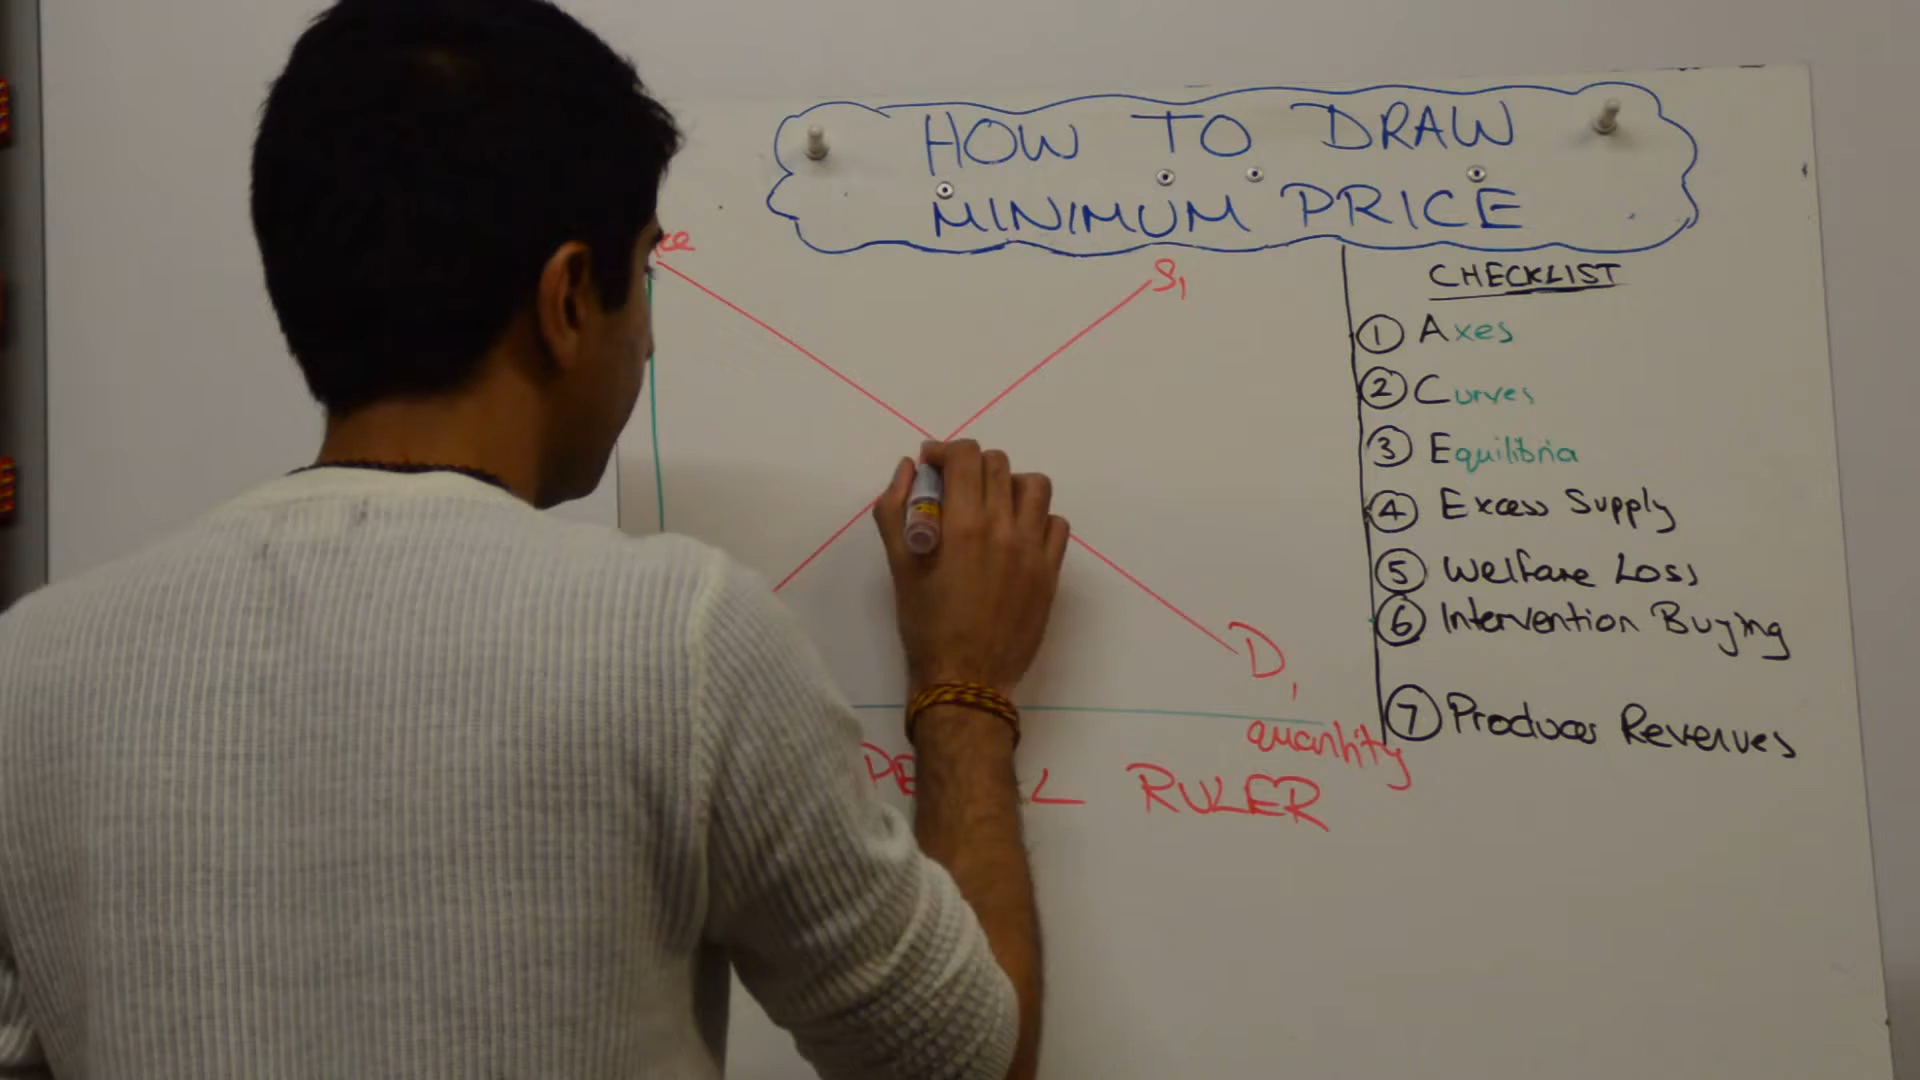 HOW TO DRAW
MINIMUM PRICE
S1
CHECKLIST
1 Axes
2 Curves
3 Equilibria
4 Excess Supply
5 Welfare Loss
6 Intervention Buying
7 Producer Revenues
D1
quantity
RULER